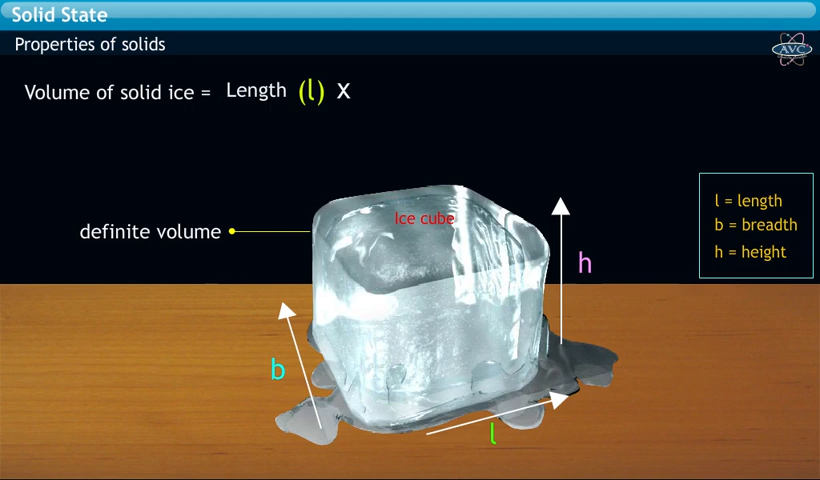 Solid State
Properties of solids
AVC
Volume of solid ice = Length (l) x
Ice cube
definite volume
l = length
b = breadth
h = height
h
b
l